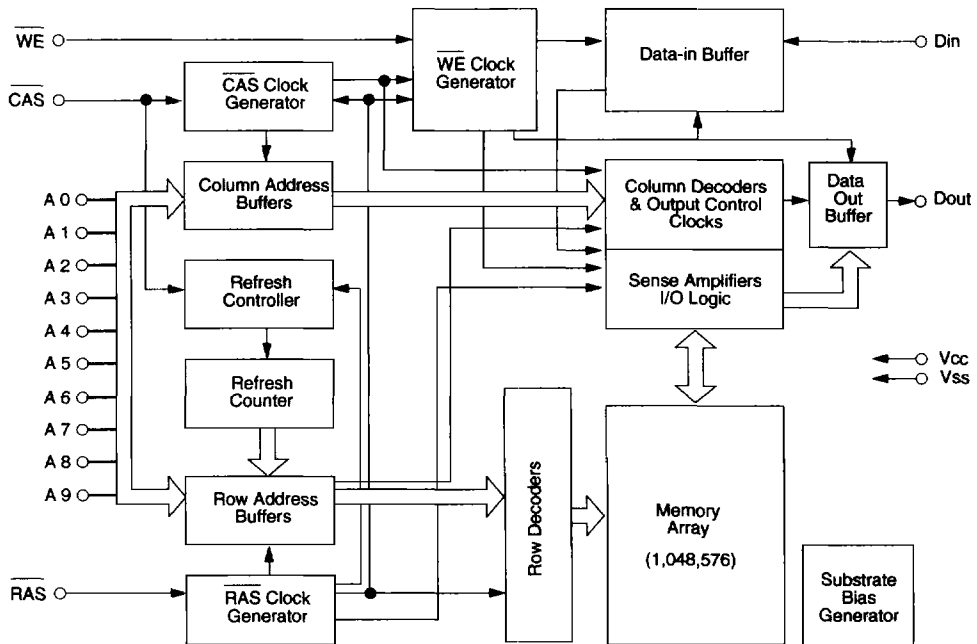 WE
CAS
A 0
A 1
A 2
A 3
A 4
A 5
A 6
A 7
A 8
A 9
RAS
CAS Clock
Generator
Column Address
Buffers
Refresh
Controller
Refresh
Counter
Row Address
Buffers
RAS Clock
Generator
WE Clock
Generator
Data-in Buffer
Column Decoders
& Output Control
Clocks
Sense Amplifiers
I/O Logic
Data
Out
Buffer
Row Decoders
Memory
Array
(1,048,576)
Substrate
Bias
Generator
Din
Dout
Vcc
Vss